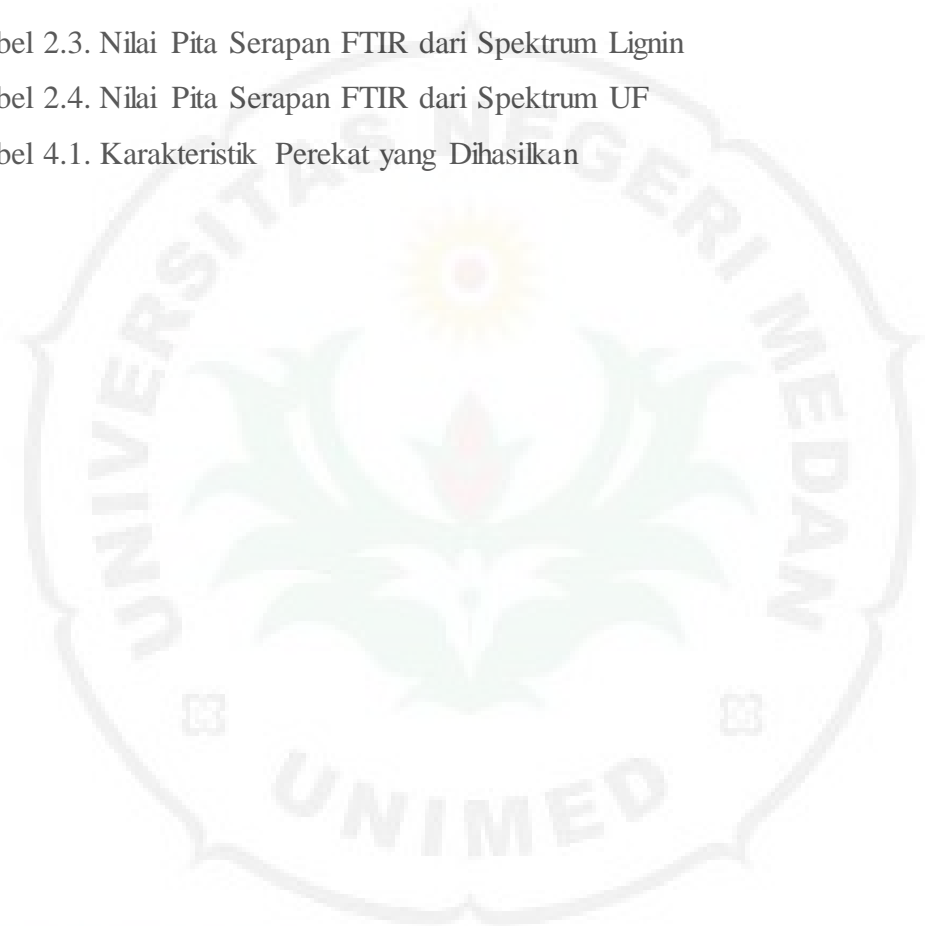 bel 2.3. Nilai Pita Serapan FTIR dari Spektrum Lignin
bel 2.4. Nilai Pita Serapan FTIR dari Spektrum UF
bel 4.1. Karakteristik Perekat yang Dihasilkan
UNIVERSITAS NEGERI MEDAN
UNIMED